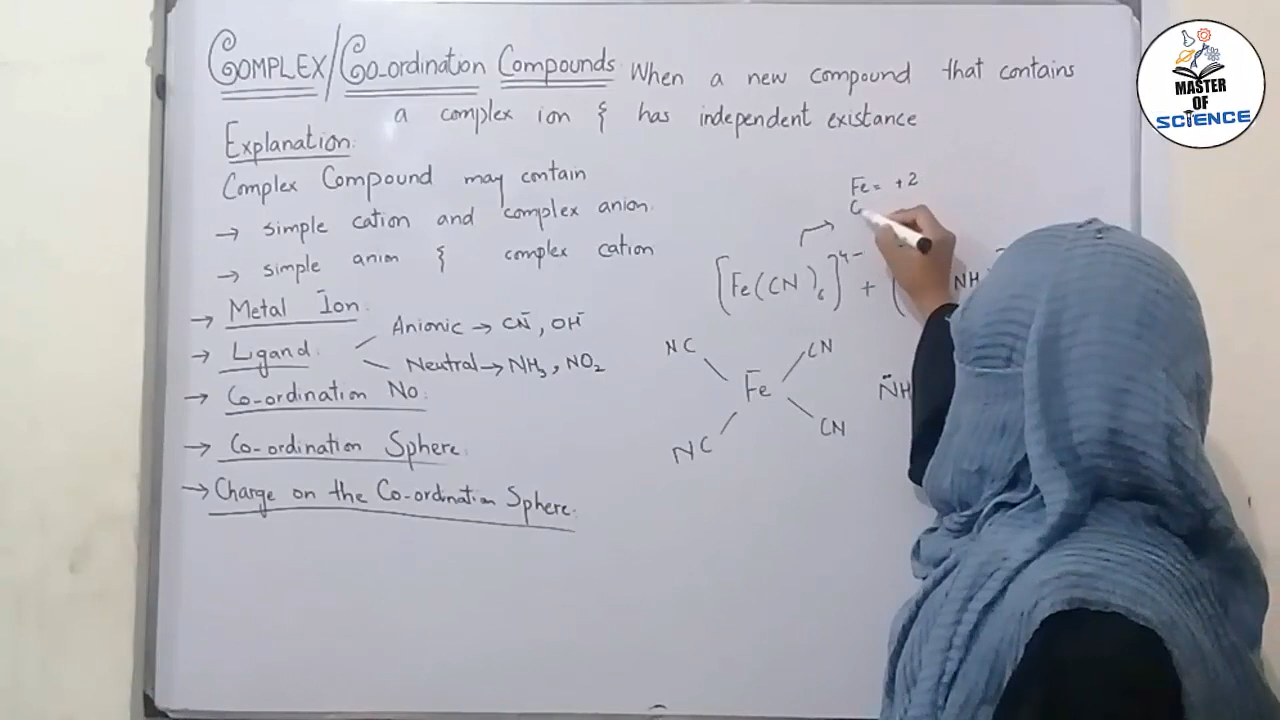 COMPLEX/CO-ordination Compounds When a new compound that contains
a complex ion & has independent existance
Explanation:
Complex Compound may contain
→ simple cation and complex anion.
→ simple anion & complex cation
→ Metal Ion.
→ Ligand. Anionic → CN⁻, OH⁻
Neutral → NH₃, NO₂
→ Co-ordination No.
→ Co-ordination Sphere.
→ Charge on the Co-ordination Sphere.
Fe = +2
C
[Fe(CN)₆]⁴⁻ + [ NH
NC CN
Fe
NC CN
N̈H
MASTER
OF
SCIENCE